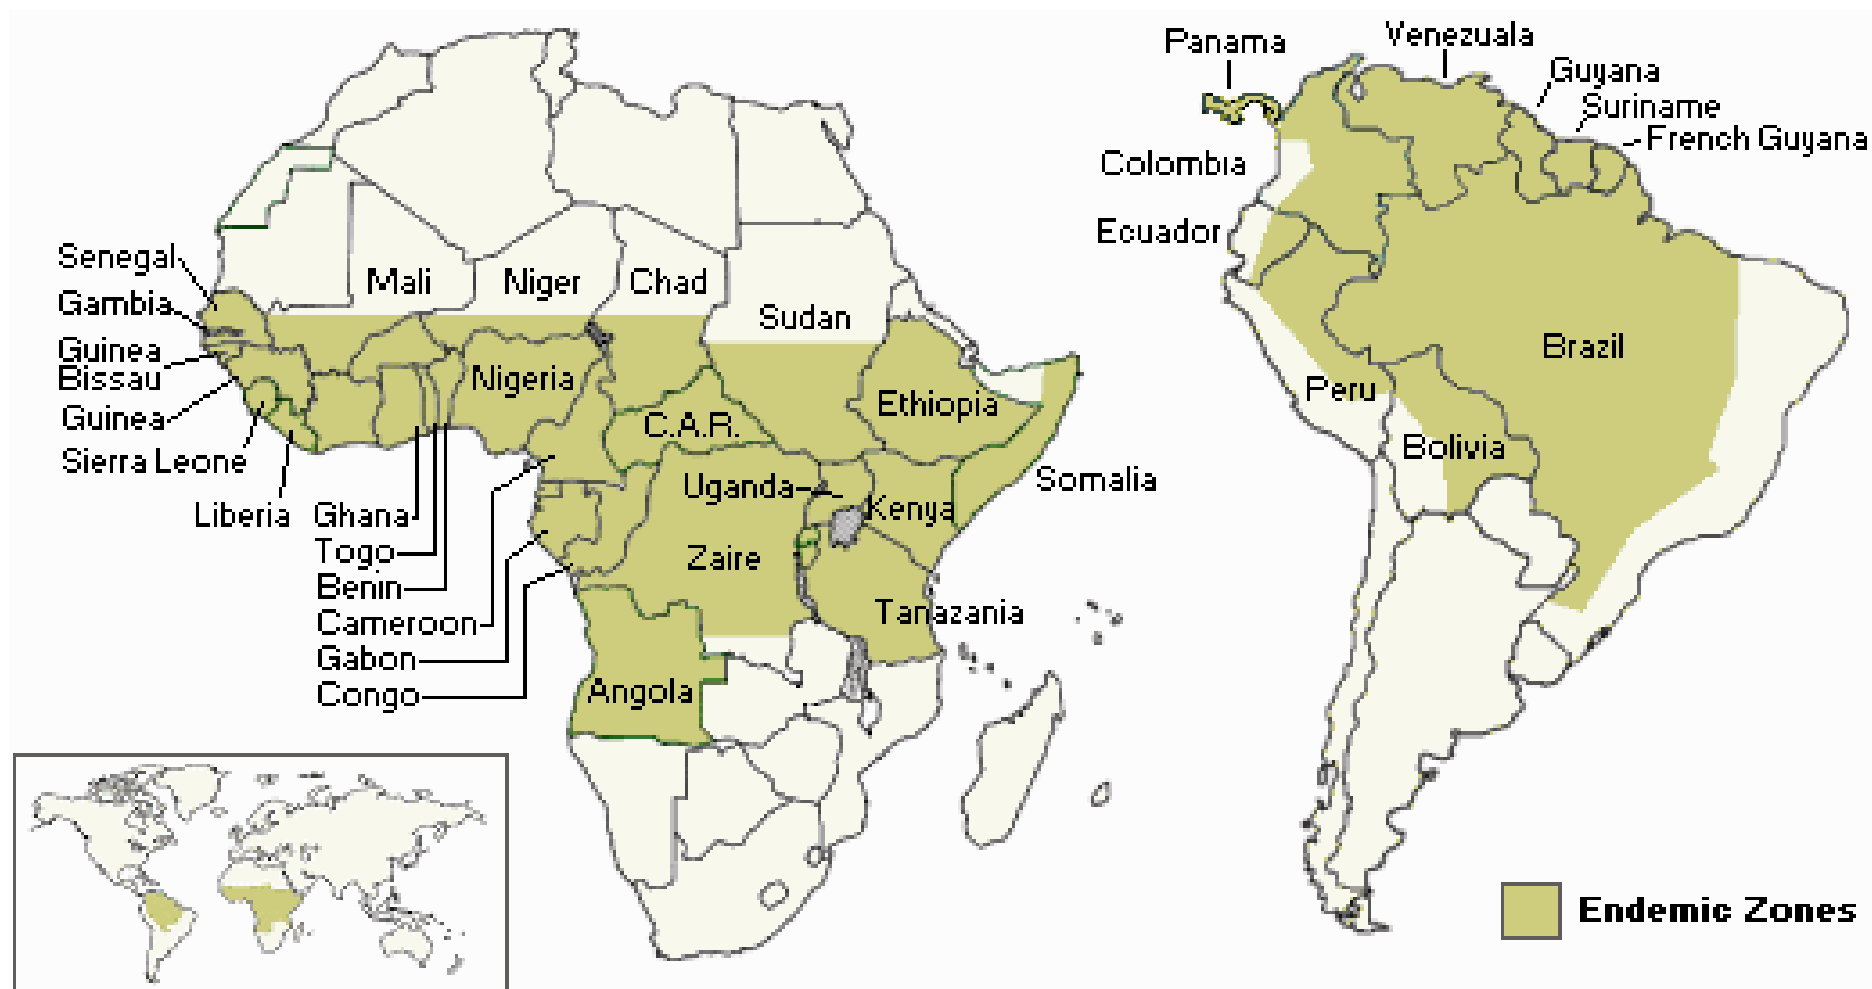 Senegal
Gambia
Guinea
Bissau
Guinea
Sierra Leone
Liberia
Ghana
Togo
Benin
Cameroon
Gabon
Congo
Mali
Niger
Chad
Sudan
Nigeria
C.A.R.
Ethiopia
Uganda
Kenya
Somalia
Zaire
Tanazania
Angola
Panama
Venezuala
Guyana
Suriname
French Guyana
Colombia
Ecuador
Brazil
Peru
Bolivia
Endemic Zones